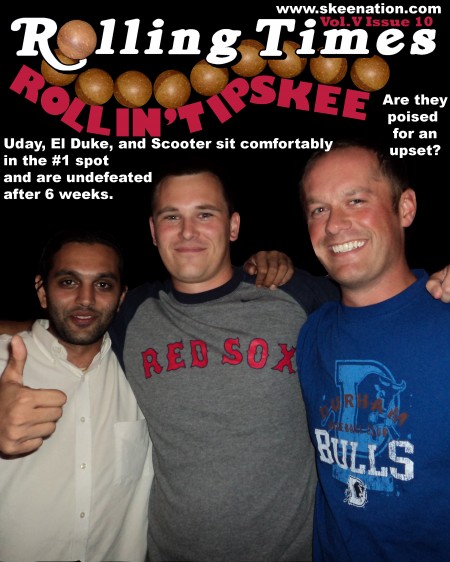 www.skeenation.com
Vol.V Issue 10
Rolling Times
ROLLIN'TIPSKEE
Are they
poised
for an
upset?
Uday, El Duke, and Scooter sit comfortably
in the #1 spot
and are undefeated
after 6 weeks.
RED SOX
DURHAM
BULLS